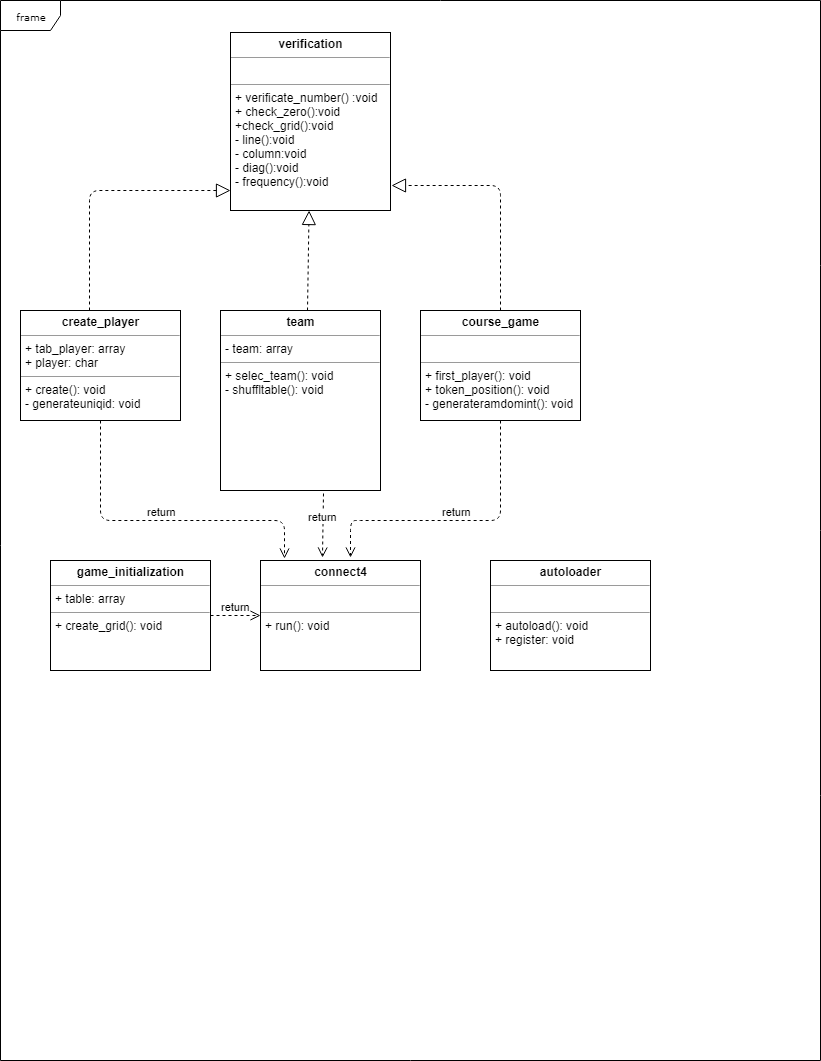 frame
verification
+ verificate_number() :void
+ check_zero():void
+check_grid():void
- line():void
- column:void
- diag():void
- frequency():void
create_player
+ tab_player: array
+ player: char
+ create(): void
- generateuniqid: void
team
- team: array
+ selec_team(): void
- shuffltable(): void
course_game
+ first_player(): void
+ token_position(): void
- generateramdomint(): void
return
return
return
game_initialization
+ table: array
+ create_grid(): void
return
connect4
+ run(): void
autoloader
+ autoload(): void
+ register: void